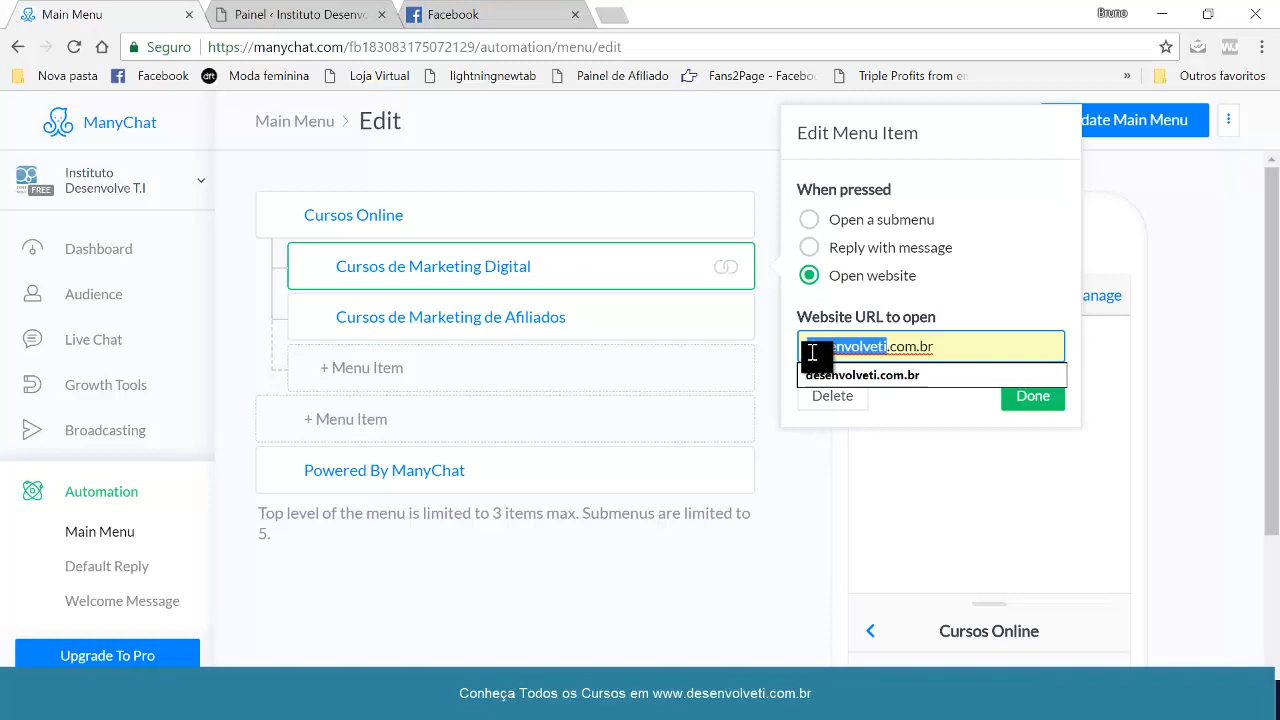 Main Menu
Painel ‹ Instituto Desenvo
Facebook
Bruno
Seguro
https://manychat.com/fb183083175072129/automation/menu/edit
Nova pasta
Facebook
Moda feminina
Loja Virtual
lightningnewtab
Painel de Afiliado
Fans2Page - Facebo
Triple Profits from en
»
Outros favoritos
ManyChat
Main Menu > Edit
Edit Menu Item
date Main Menu
Instituto
Desenvolve T.I
FREE
When pressed
Open a submenu
Reply with message
Open website
Website URL to open
envolveti.com.br
desenvolveti.com.br
Delete
Done
anage
Cursos Online
Cursos de Marketing Digital
Cursos de Marketing de Afiliados
+ Menu Item
+ Menu Item
Powered By ManyChat
Top level of the menu is limited to 3 items max. Submenus are limited to
5.
Dashboard
Audience
Live Chat
Growth Tools
Broadcasting
Automation
Main Menu
Default Reply
Welcome Message
Upgrade To Pro
Cursos Online
Conheça Todos os Cursos em www.desenvolveti.com.br